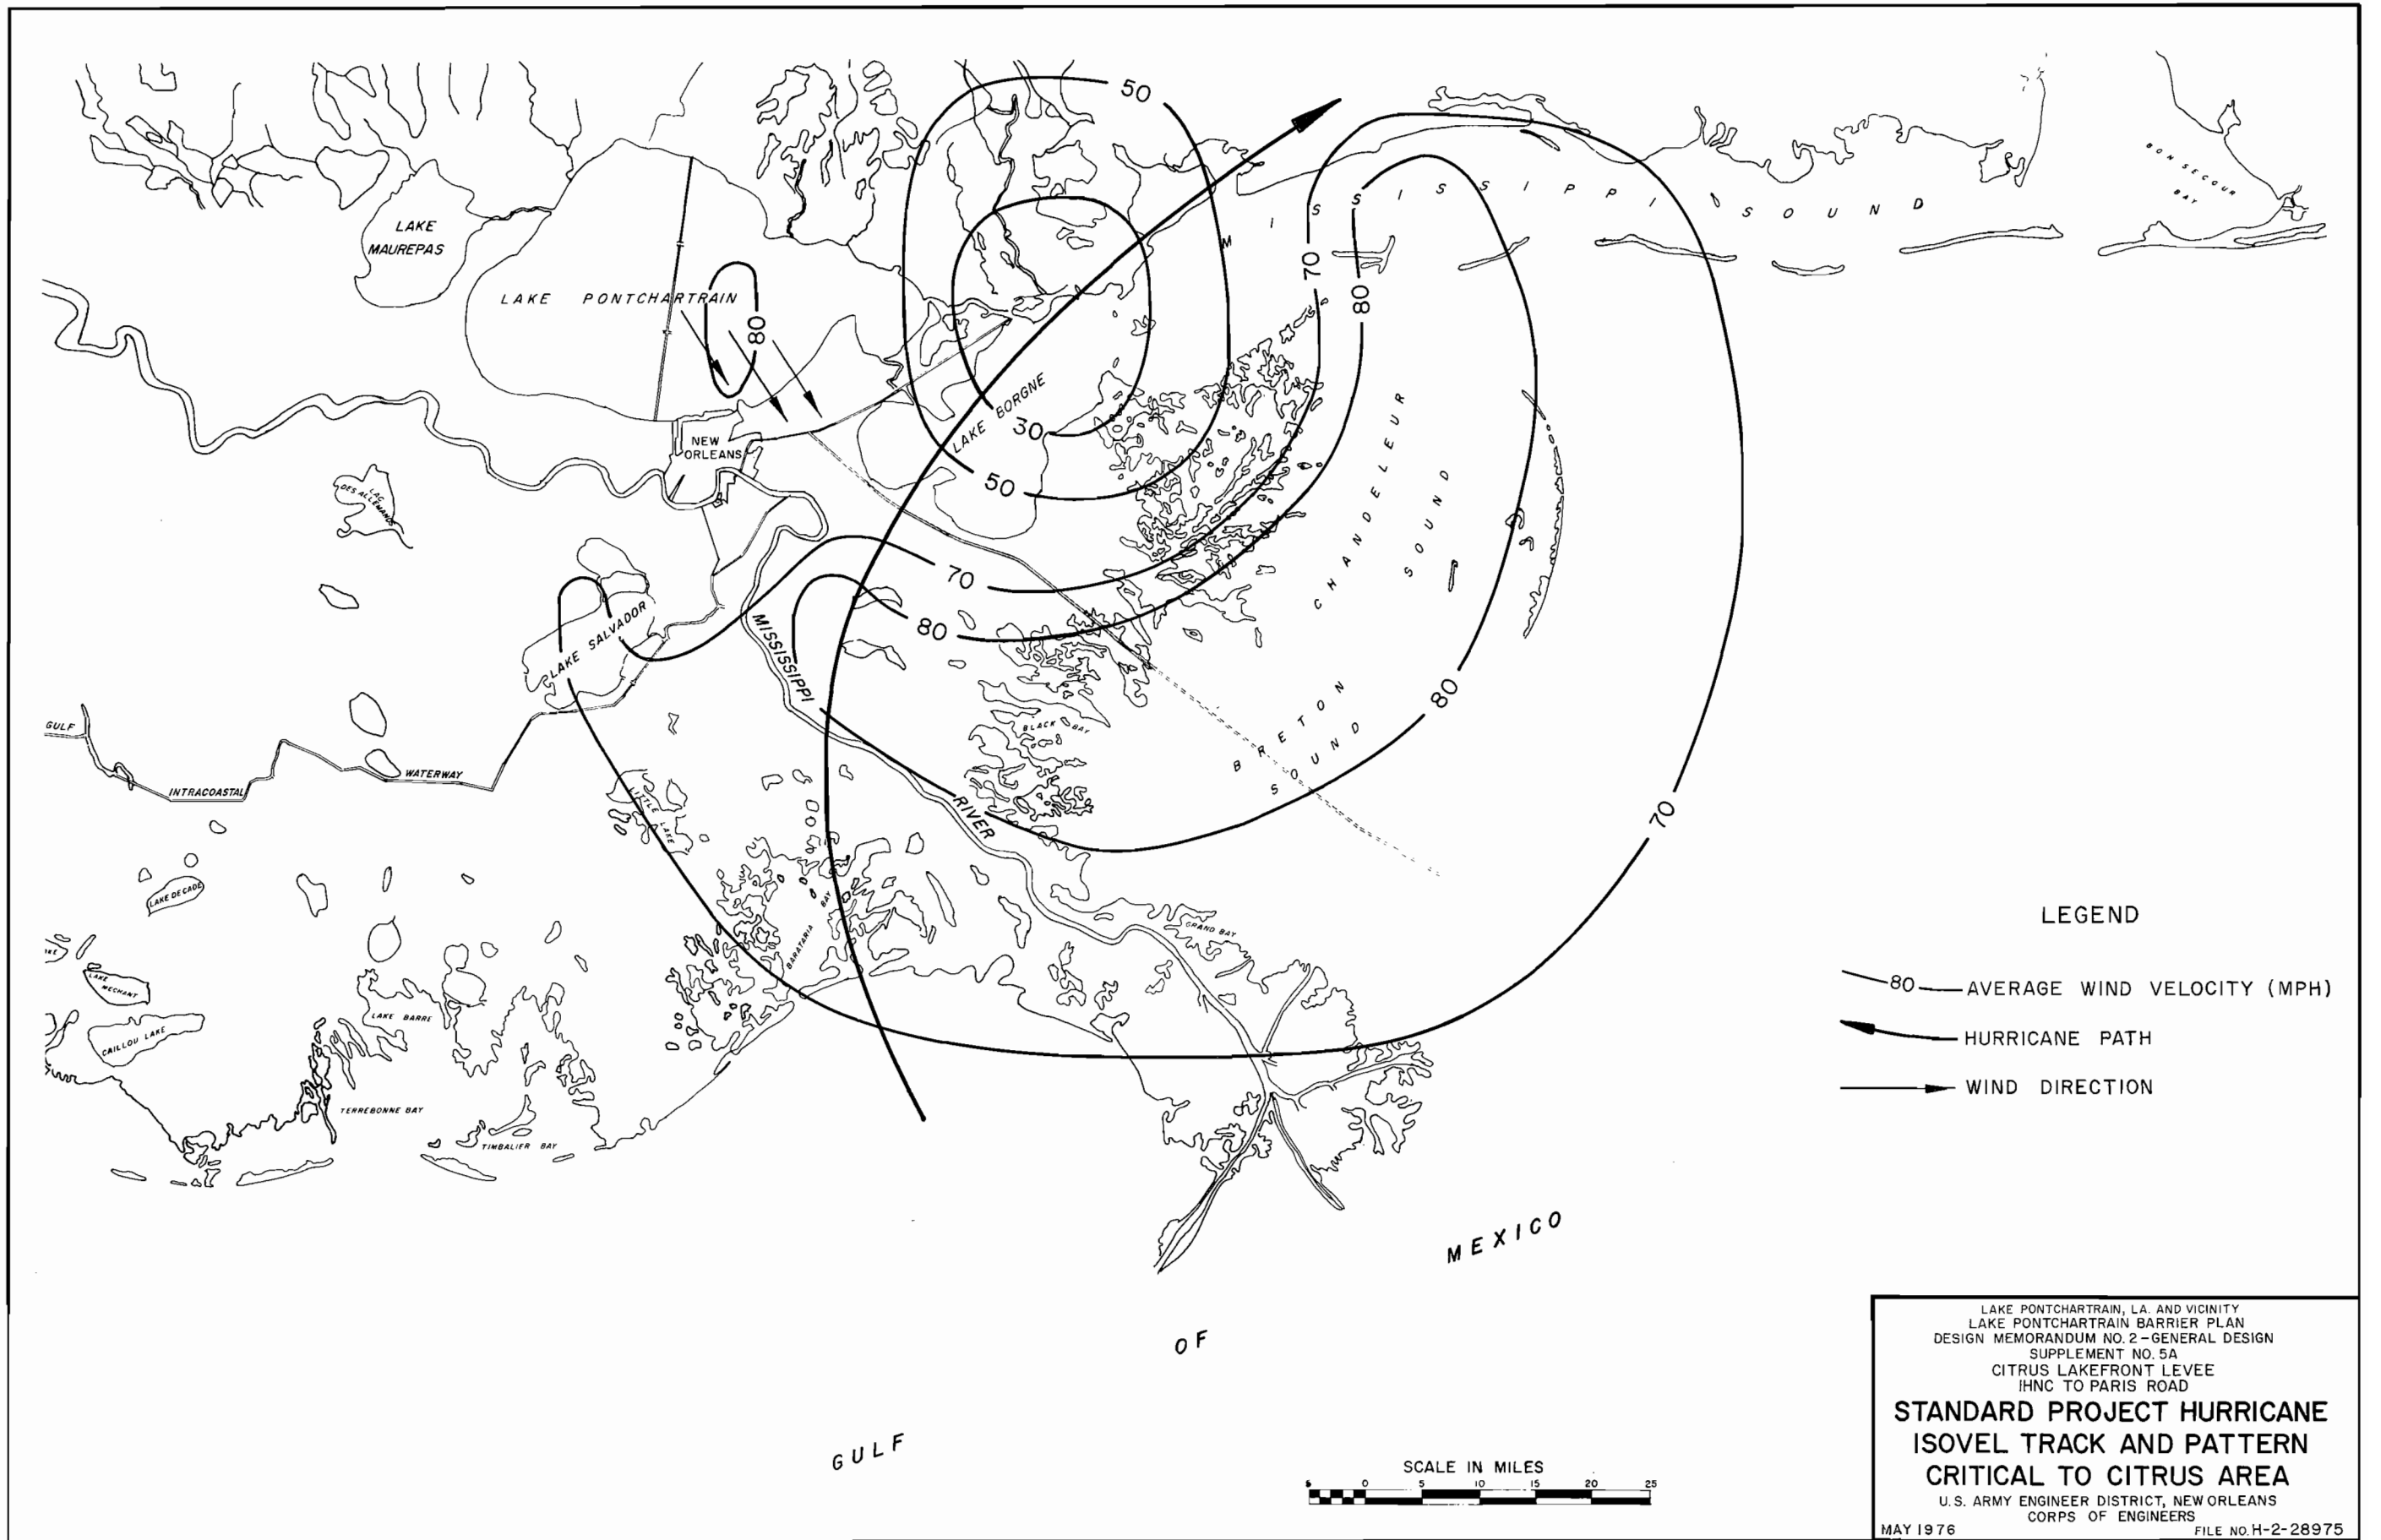 50
BON SECOUR
BAY
MISSISSIPPI SOUND
LAKE
MAUREPAS
LAKE PONTCHARTRAIN
80
70
80
LAKE BORGNE
30
NEW
ORLEANS
50
LAC
DES ALLEMANDS
CHANDELEUR
SOUND
70
80
LAKE SALVADOR
MISSISSIPPI
RIVER
80
BRETON
SOUND
BLACK BAY
GULF
INTRACOASTAL
WATERWAY
LITTLE
LAKE
70
LAKE DECADE
BARATARIA BAY
GRAND BAY
LAKE
MECHANT
LAKE BARRE
CAILLOU LAKE
TERREBONNE BAY
TIMBALIER BAY
GULF OF MEXICO
LEGEND
80 AVERAGE WIND VELOCITY (MPH)
HURRICANE PATH
WIND DIRECTION
SCALE IN MILES
5 0 5 10 15 20 25
LAKE PONTCHARTRAIN, LA. AND VICINITY
LAKE PONTCHARTRAIN BARRIER PLAN
DESIGN MEMORANDUM NO. 2-GENERAL DESIGN
SUPPLEMENT NO. 5A
CITRUS LAKEFRONT LEVEE
IHNC TO PARIS ROAD
STANDARD PROJECT HURRICANE
ISOVEL TRACK AND PATTERN
CRITICAL TO CITRUS AREA
U.S. ARMY ENGINEER DISTRICT, NEW ORLEANS
CORPS OF ENGINEERS
MAY 1976 FILE NO. H-2-28975